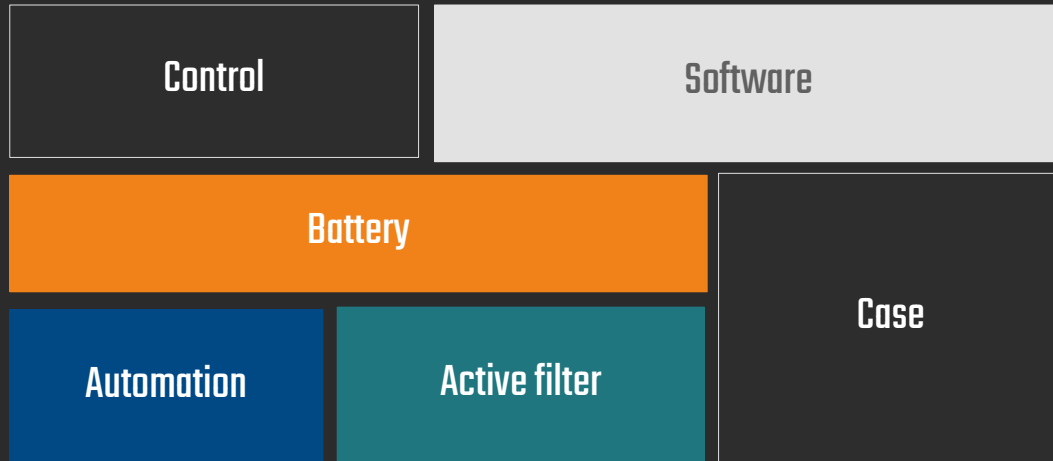 Control
Software
Battery
Case
Automation
Active filter